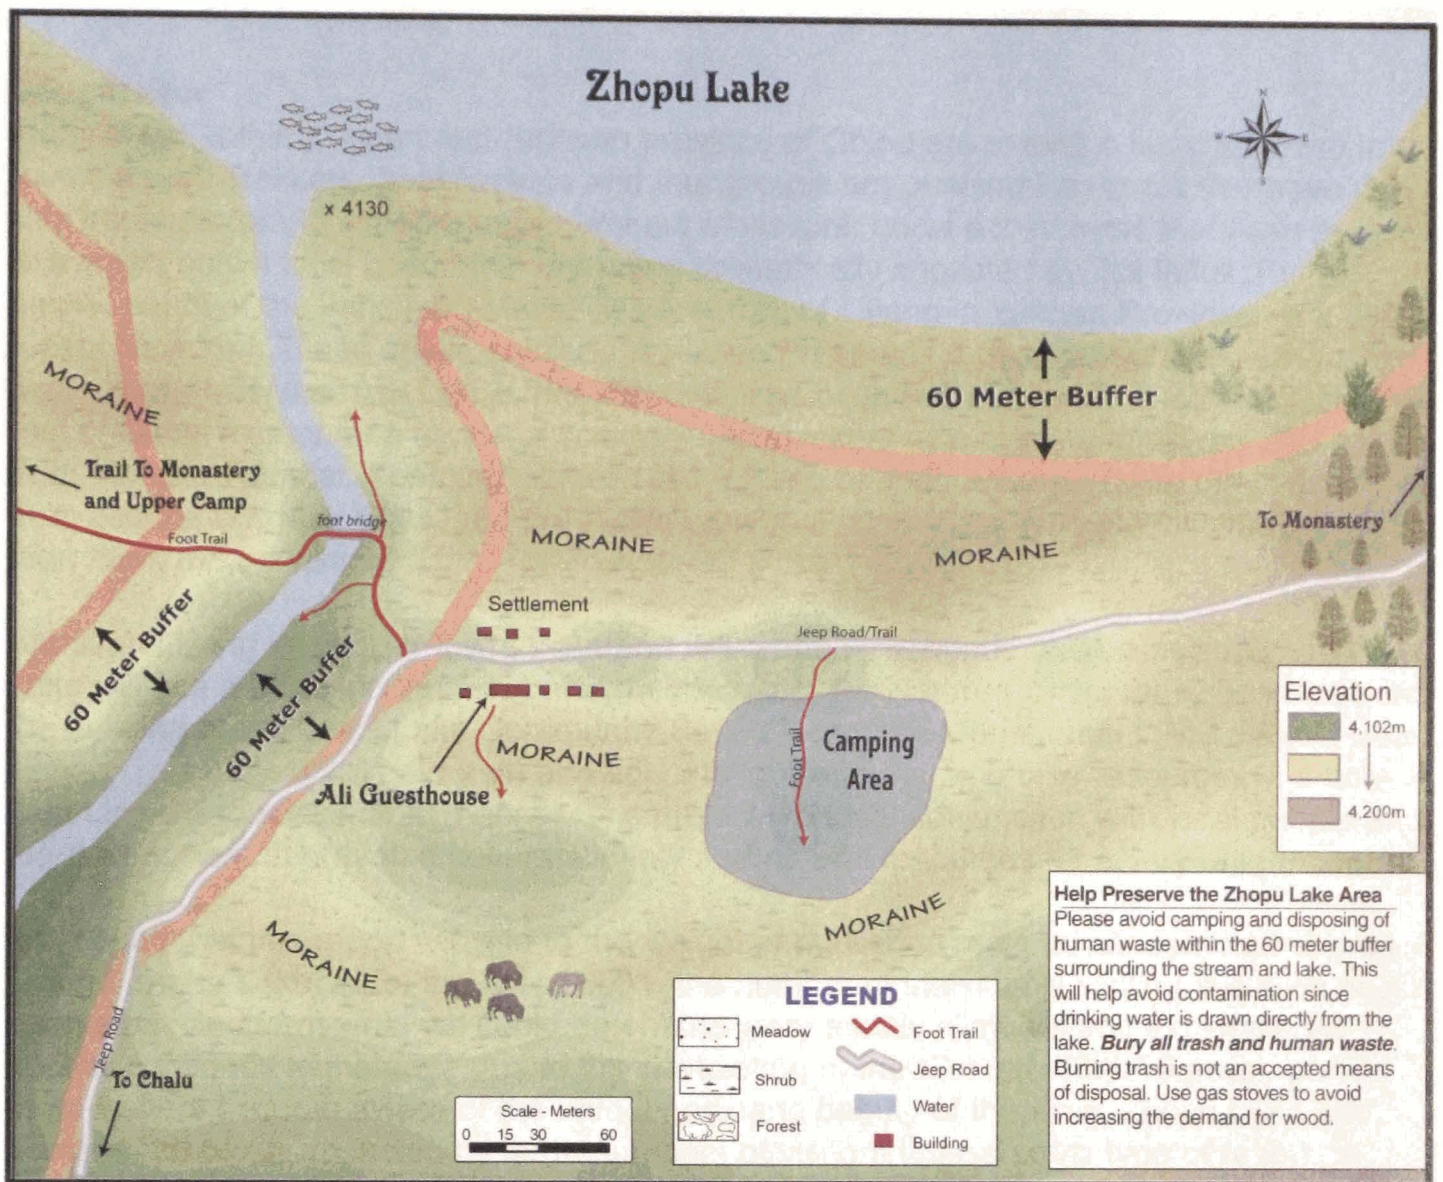 Zhopu Lake
N
W
E
S
x 4130
MORAINE
60 Meter Buffer
Trail To Monastery
and Upper Camp
foot bridge
Foot Trail
MORAINE
MORAINE
To Monastery
60 Meter Buffer
60 Meter Buffer
Settlement
Jeep Road/Trail
MORAINE
Ali Guesthouse
Foot Trail
Camping
Area
Elevation
4,102m
4,200m
MORAINE
MORAINE
Jeep Road
To Chalu
Scale - Meters
0 15 30 60
LEGEND
Meadow
Foot Trail
Shrub
Jeep Road
Water
Forest
Building
Help Preserve the Zhopu Lake Area
Please avoid camping and disposing of
human waste within the 60 meter buffer
surrounding the stream and lake. This
will help avoid contamination since
drinking water is drawn directly from the
lake. Bury all trash and human waste.
Burning trash is not an accepted means
of disposal. Use gas stoves to avoid
increasing the demand for wood.